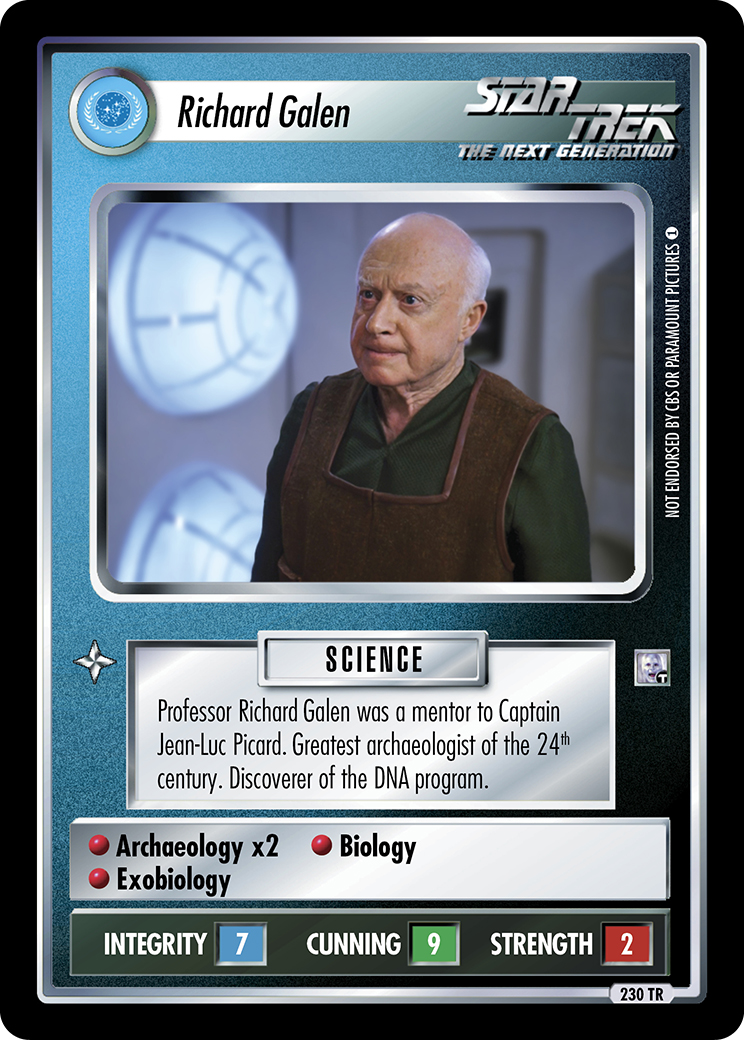 Richard Galen
STAR TREK
THE NEXT GENERATION
NOT ENDORSED BY CBS OR PARAMOUNT PICTURES 1
SCIENCE
Professor Richard Galen was a mentor to Captain
Jean-Luc Picard. Greatest archaeologist of the 24th
century. Discoverer of the DNA program.
Archaeology x2 Biology
Exobiology
INTEGRITY 7 CUNNING 9 STRENGTH 2
230 TR
T